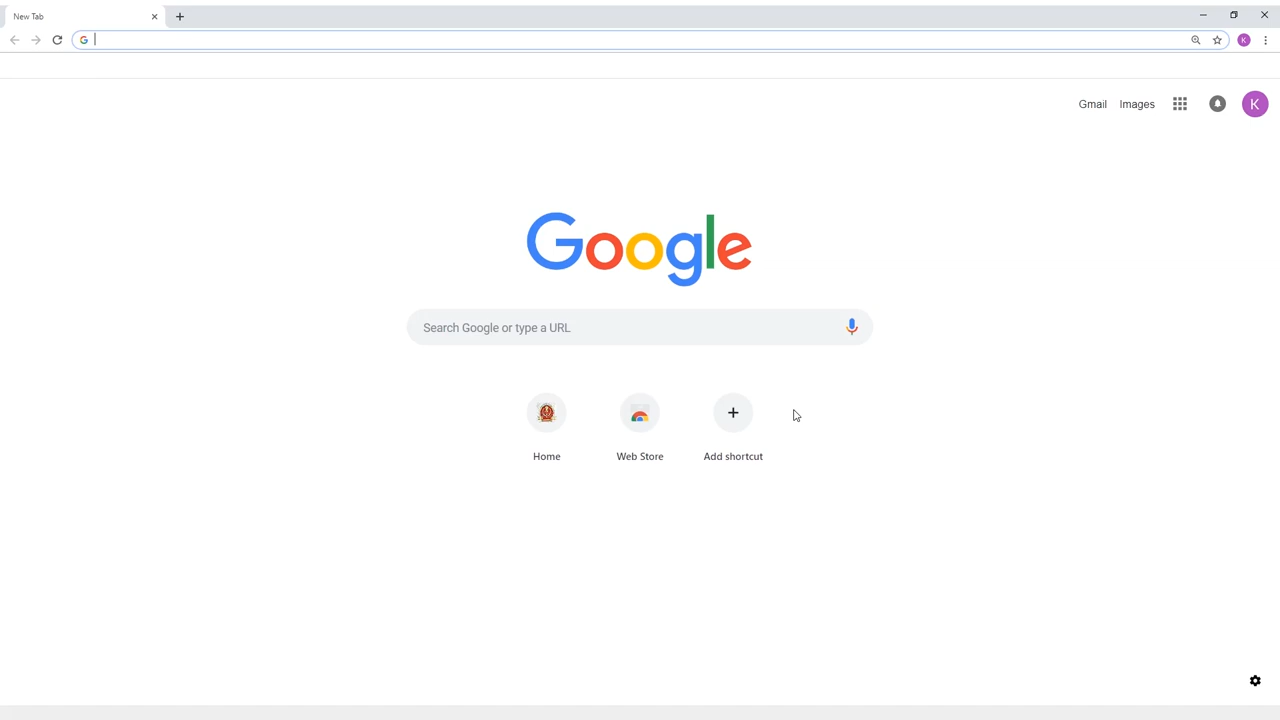 New Tab
Gmail Images
K
Google
Search Google or type a URL
Home Web Store Add shortcut